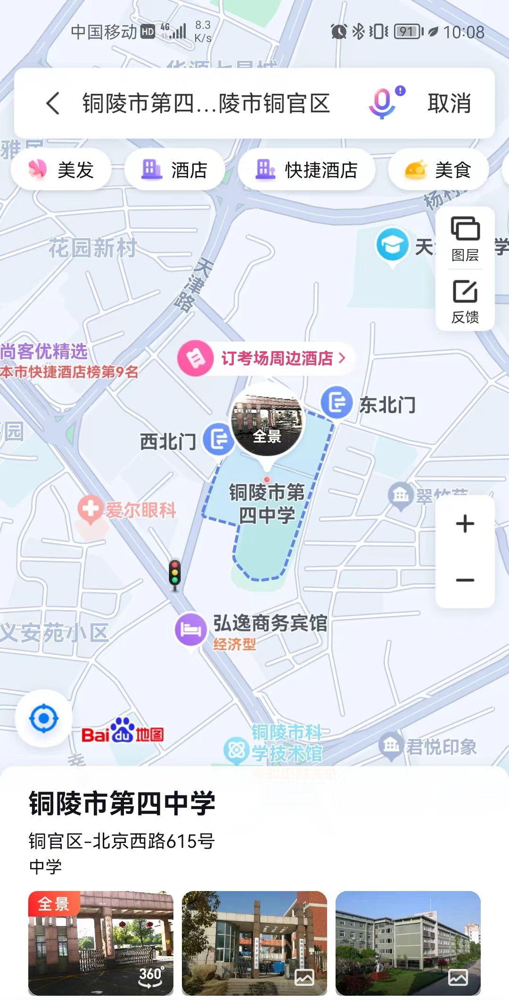 中国移动 HD 4G 8.3 K/s 91 10:08
铜陵市第四...陵市铜官区 取消
美发 酒店 快捷酒店 美食
花园新村
天津路
图层
反馈
尚客优精选
本市快捷酒店榜第9名
订考场周边酒店
东北门
西北门
全景
铜陵市第
四中学
爱尔眼科
弘逸商务宾馆
经济型
义安苑小区
Bai du 地图
铜陵市科
学技术馆
君悦印象
铜陵市第四中学
铜官区-北京西路615号
中学
全景
360°